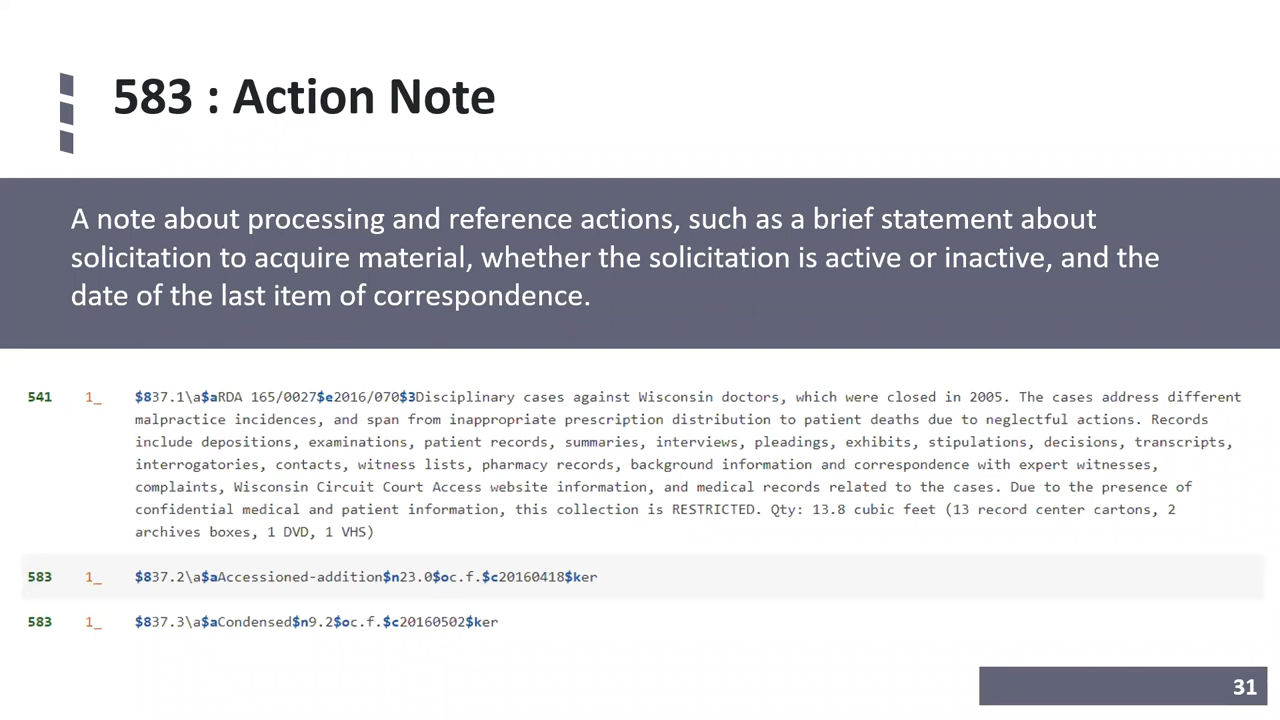 583 : Action Note
A note about processing and reference actions, such as a brief statement about
solicitation to acquire material, whether the solicitation is active or inactive, and the
date of the last item of correspondence.
541 1_ $837.1\a$aRDA 165/0027$e2016/070$3Disciplinary cases against Wisconsin doctors, which were closed in 2005. The cases address different
malpractice incidences, and span from inappropriate prescription distribution to patient deaths due to neglectful actions. Records
include depositions, examinations, patient records, summaries, interviews, pleadings, exhibits, stipulations, decisions, transcripts,
interrogatories, contacts, witness lists, pharmacy records, background information and correspondence with expert witnesses,
complaints, Wisconsin Circuit Court Access website information, and medical records related to the cases. Due to the presence of
confidential medical and patient information, this collection is RESTRICTED. Qty: 13.8 cubic feet (13 record center cartons, 2
archives boxes, 1 DVD, 1 VHS)
583 1_ $837.2\a$aAccessioned-addition$n23.0$oc.f.$c20160418$ker
583 1_ $837.3\a$aCondensed$n9.2$oc.f.$c20160502$ker
31